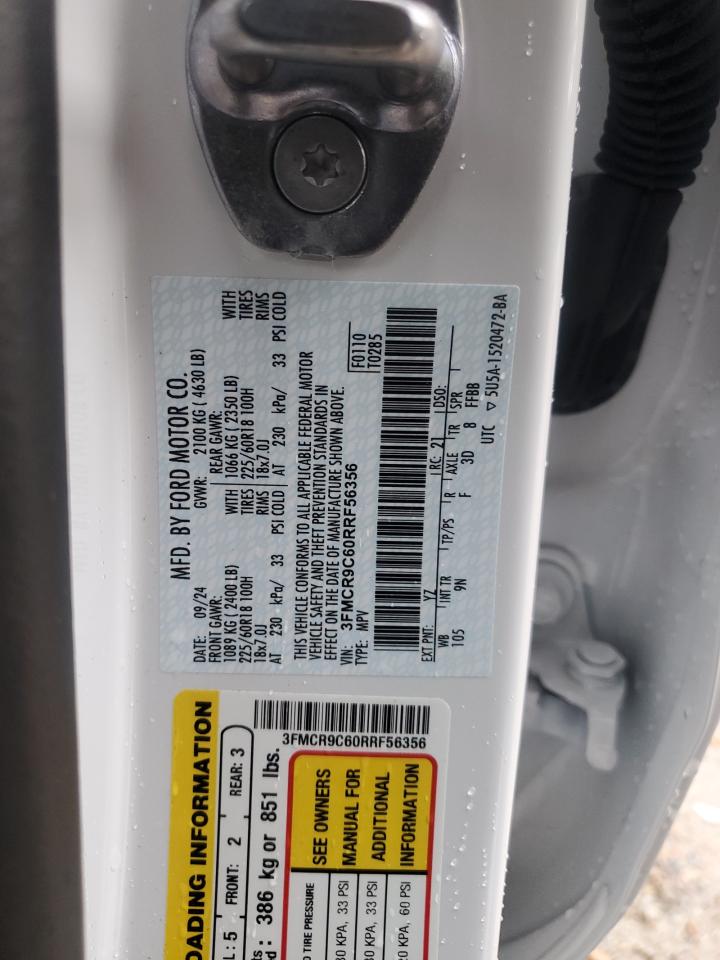 MFD. BY FORD MOTOR CO.
DATE: 09/24 GVWR: 2100 KG ( 4630 LB)
FRONT GAWR: REAR GAWR:
1089 KG ( 2400 LB) WITH 1066 KG ( 2350 LB) WITH
225/60R18 100H TIRES 225/60R18 100H TIRES
18x7.0J RIMS 18x7.0J RIMS
AT 230 kPa/ 33 PSI COLD AT 230 kPa/ 33 PSI COLD
THIS VEHICLE CONFORMS TO ALL APPLICABLE FEDERAL MOTOR
VEHICLE SAFETY AND THEFT PREVENTION STANDARDS IN
EFFECT ON THE DATE OF MANUFACTURE SHOWN ABOVE.
VIN: 3FMCR9C60RRF56356 F0110
TYPE: MPV T0285
EXT PNT: YZ RC: 21 DSO:
WB INT TR TP/PS R AXLE TR SPR
105 9N F 3D 8 FFBB
UTC ▽ 5U5A-1520472-BA
OADING INFORMATION
L: 5 FRONT: 2 REAR: 3
386 kg or 851 lbs.
3FMCR9C60RRF56356
TIRE PRESSURE
SEE OWNERS
MANUAL FOR
ADDITIONAL
INFORMATION
KPA, 33 PSI
KPA, 33 PSI
KPA, 60 PSI